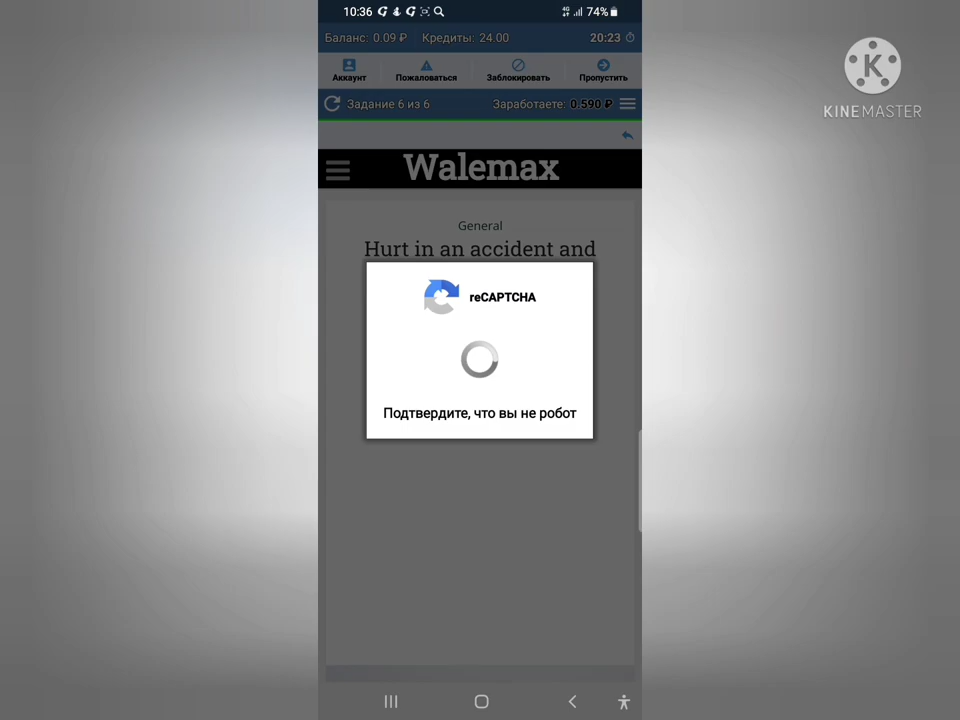 10:36
4G 74%
Баланс: 0.09 ₽ Кредиты: 24.00 20:23
Аккаунт Пожаловаться Заблокировать Пропустить
Задание 6 из 6 Заработаете: 0.590 ₽
Walemax
General
Hurt in an accident and
reCAPTCHA
Подтвердите, что вы не робот
K
KINEMASTER